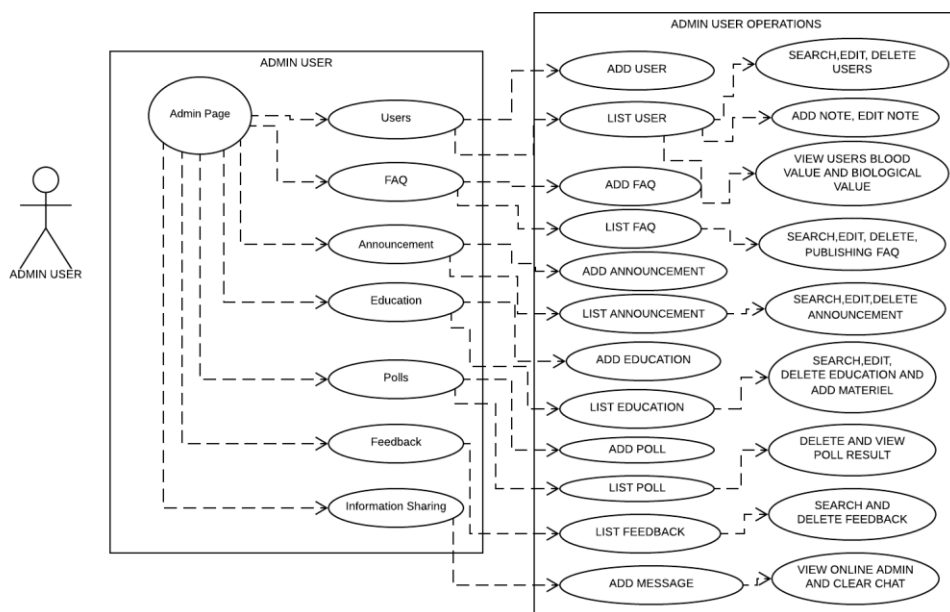 ADMIN USER OPERATIONS
ADMIN USER
Admin Page
Users
FAQ
Announcement
Education
Polls
Feedback
Information Sharing
ADMIN USER
ADD USER
LIST USER
ADD FAQ
LIST FAQ
ADD ANNOUNCEMENT
LIST ANNOUNCEMENT
ADD EDUCATION
LIST EDUCATION
ADD POLL
LIST POLL
LIST FEEDBACK
ADD MESSAGE
SEARCH,EDIT, DELETE
USERS
ADD NOTE, EDIT NOTE
VIEW USERS BLOOD
VALUE AND BIOLOGICAL
VALUE
SEARCH,EDIT, DELETE,
PUBLISHING FAQ
SEARCH,EDIT,DELETE
ANNOUNCEMENT
SEARCH,EDIT,
DELETE EDUCATION AND
ADD MATERIEL
DELETE AND VIEW
POLL RESULT
SEARCH AND
DELETE FEEDBACK
VIEW ONLINE ADMIN
AND CLEAR CHAT